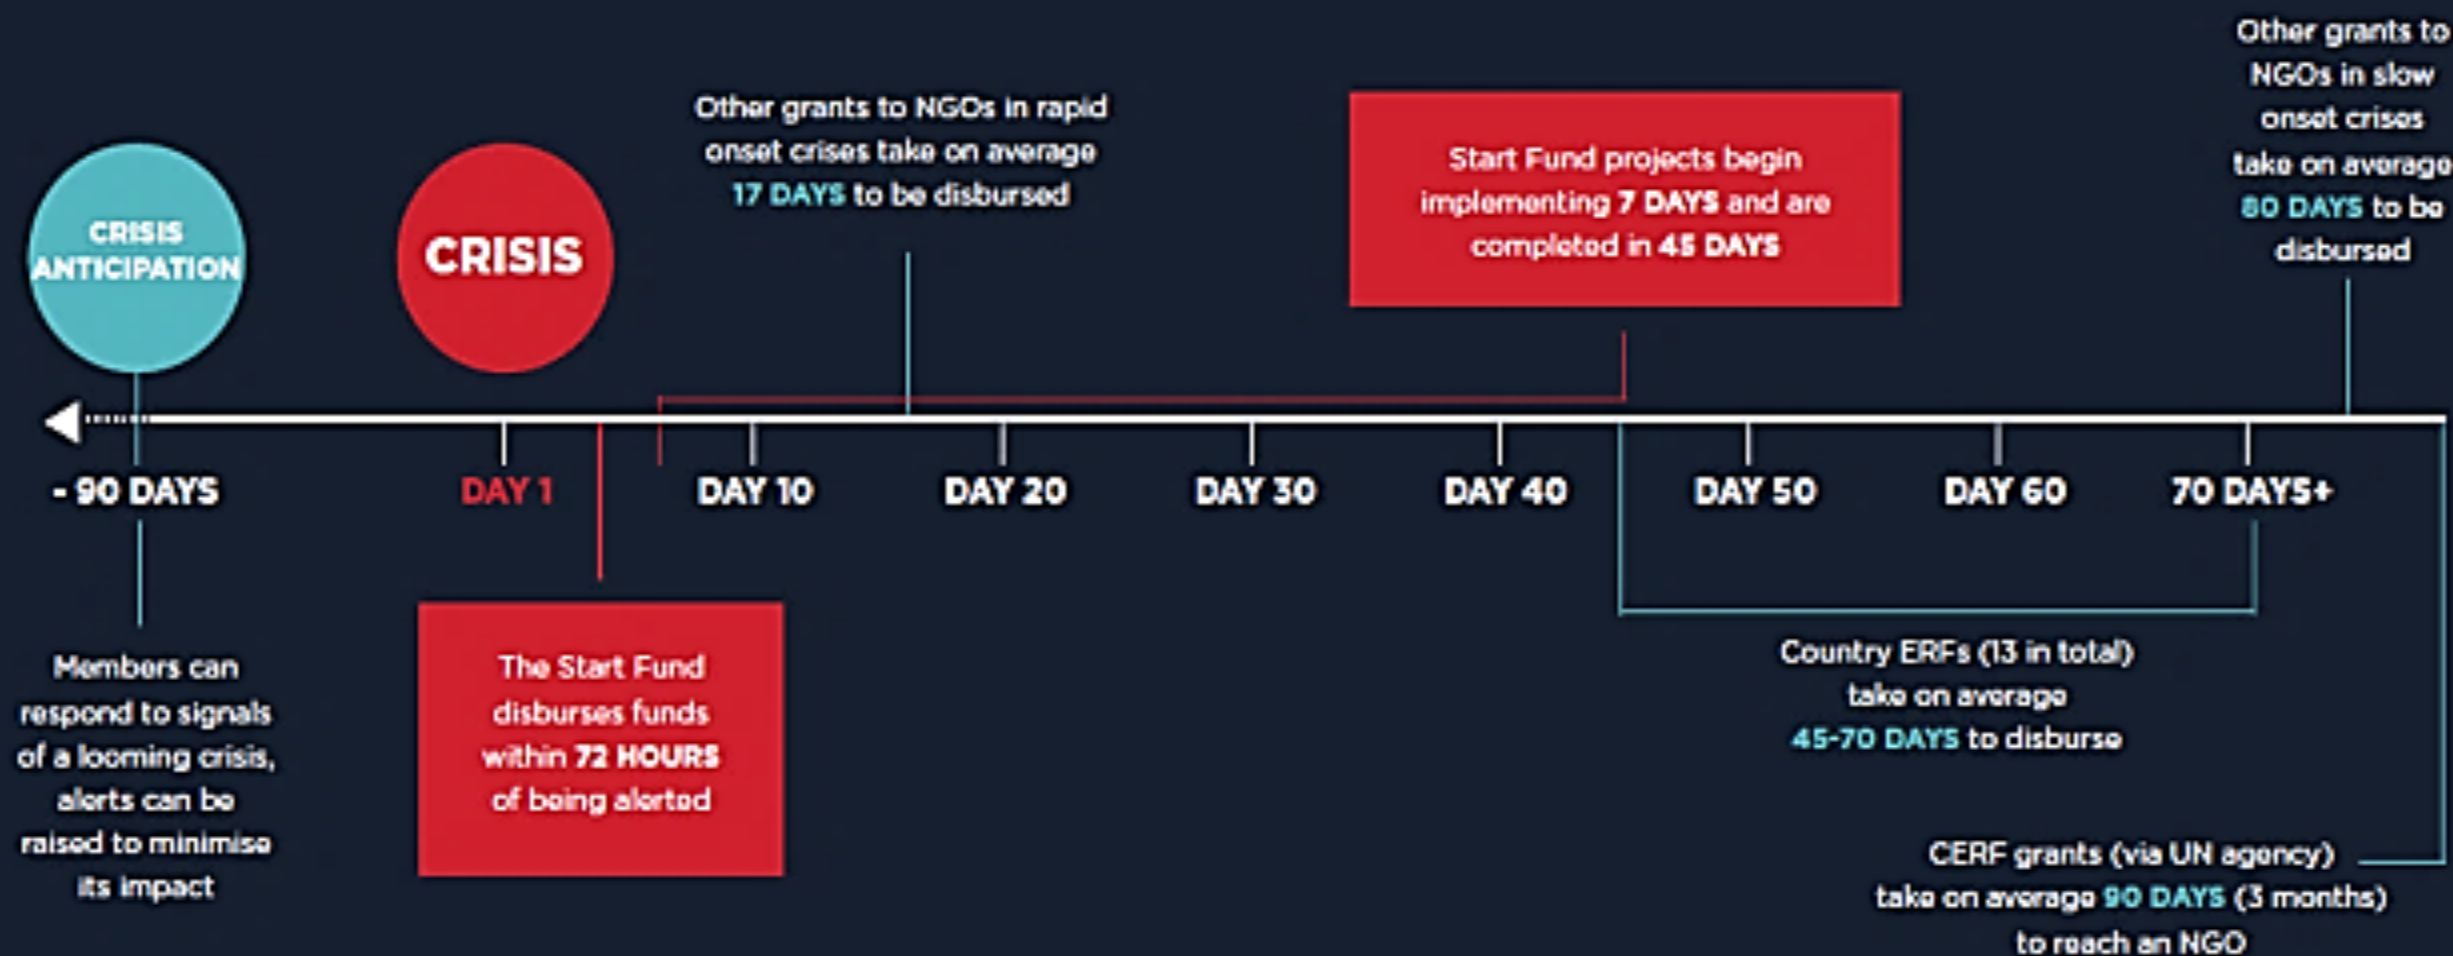 CRISIS
ANTICIPATION
CRISIS
Other grants to NGOs in rapid
onset crises take on average
17 DAYS to be disbursed
Start Fund projects begin
implementing 7 DAYS and are
completed in 45 DAYS
Other grants to
NGOs in slow
onset crises
take on average
80 DAYS to be
disbursed
- 90 DAYS
DAY 1
DAY 10
DAY 20
DAY 30
DAY 40
DAY 50
DAY 60
70 DAYS+
Members can
respond to signals
of a looming crisis,
alerts can be
raised to minimise
its impact
The Start Fund
disburses funds
within 72 HOURS
of being alerted
Country ERFs (13 in total)
take on average
45-70 DAYS to disburse
CERF grants (via UN agency)
take on average 90 DAYS (3 months)
to reach an NGO